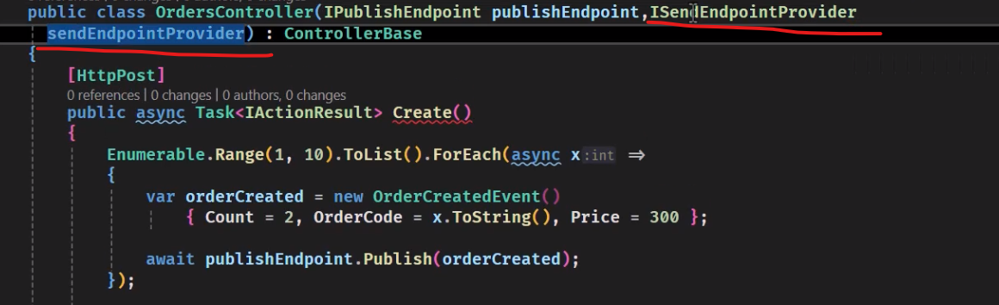 public class OrdersController(IPublishEndpoint publishEndpoint,ISendEndpointProvider
sendEndpointProvider) : ControllerBase
{
[HttpPost]
0 references | 0 changes | 0 authors, 0 changes
public async Task<IActionResult> Create()
{
Enumerable.Range(1, 10).ToList().ForEach(async x:int =>
{
var orderCreated = new OrderCreatedEvent()
{ Count = 2, OrderCode = x.ToString(), Price = 300 };
await publishEndpoint.Publish(orderCreated);
});